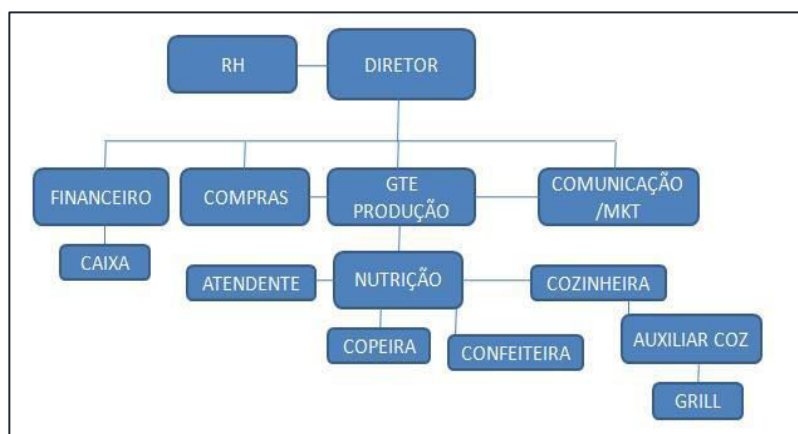 RH
DIRETOR
FINANCEIRO
COMPRAS
GTE
PRODUÇÃO
COMUNICAÇÃO
/MKT
CAIXA
ATENDENTE
NUTRIÇÃO
COZINHEIRA
COPEIRA
CONFEITEIRA
AUXILIAR COZ
GRILL